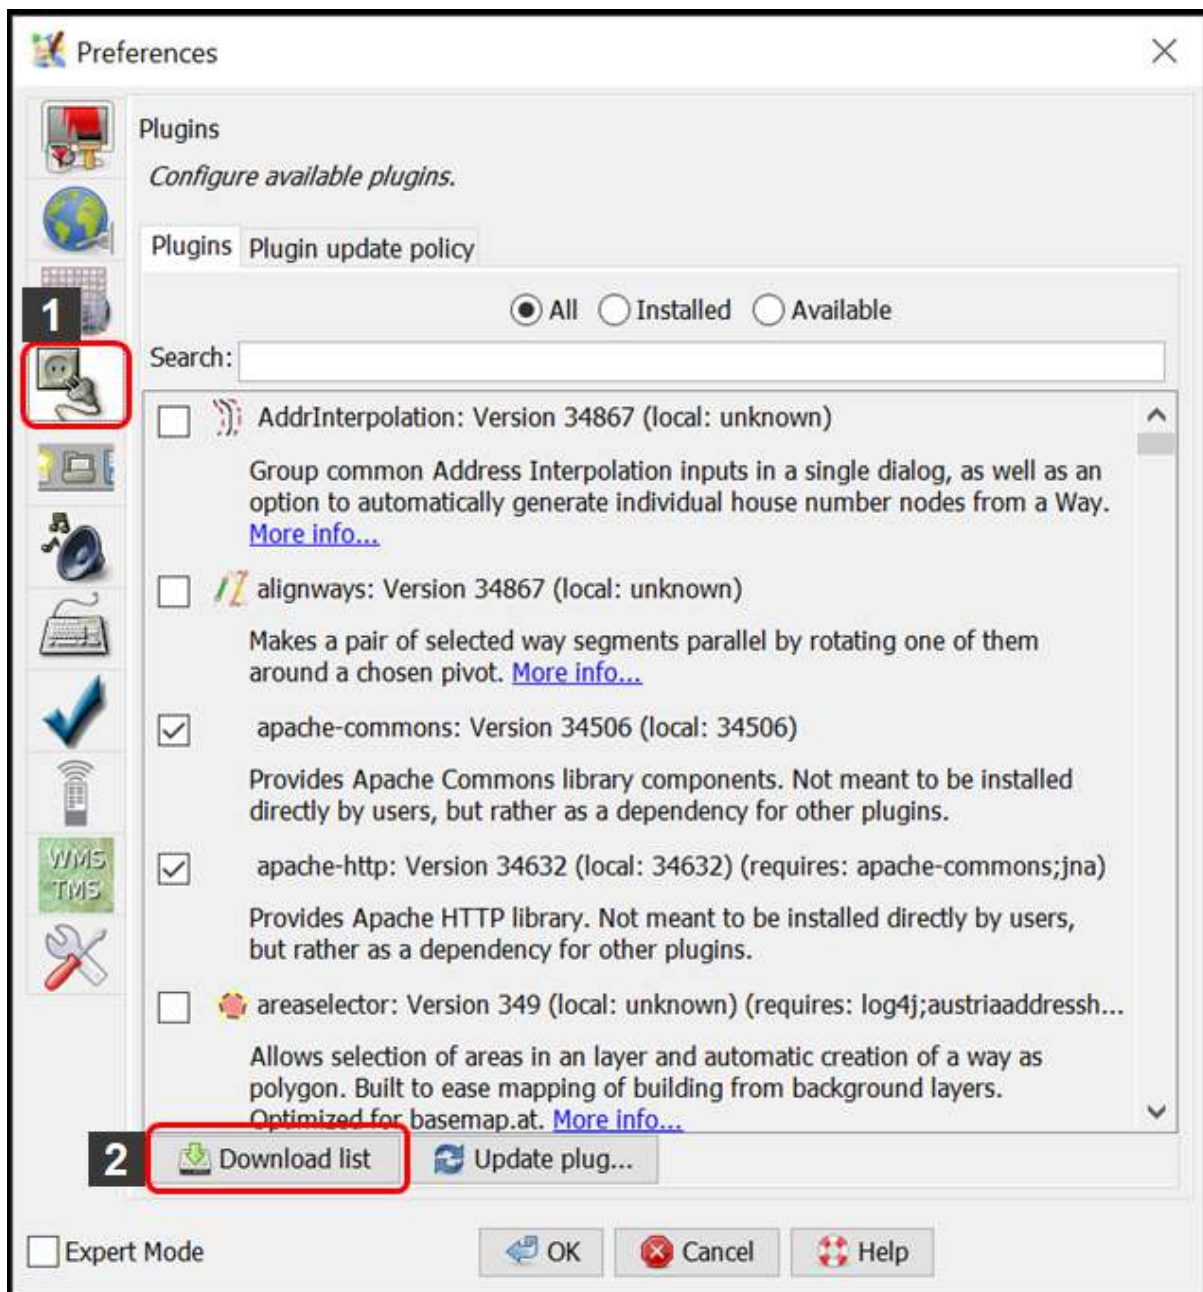 Preferences
Plugins
Configure available plugins.
Plugins Plugin update policy
All Installed Available
1
Search:
AddrInterpolation: Version 34867 (local: unknown)
Group common Address Interpolation inputs in a single dialog, as well as an
option to automatically generate individual house number nodes from a Way.
More info...
alignways: Version 34867 (local: unknown)
Makes a pair of selected way segments parallel by rotating one of them
around a chosen pivot. More info...
apache-commons: Version 34506 (local: 34506)
Provides Apache Commons library components. Not meant to be installed
directly by users, but rather as a dependency for other plugins.
WMS
TMS
apache-http: Version 34632 (local: 34632) (requires: apache-commons;jna)
Provides Apache HTTP library. Not meant to be installed directly by users,
but rather as a dependency for other plugins.
areaselector: Version 349 (local: unknown) (requires: log4j;austriaaddressh...
Allows selection of areas in an layer and automatic creation of a way as
polygon. Built to ease mapping of building from background layers.
Optimized for basemap.at. More info...
2
Download list
Update plug...
Expert Mode
OK
Cancel
Help